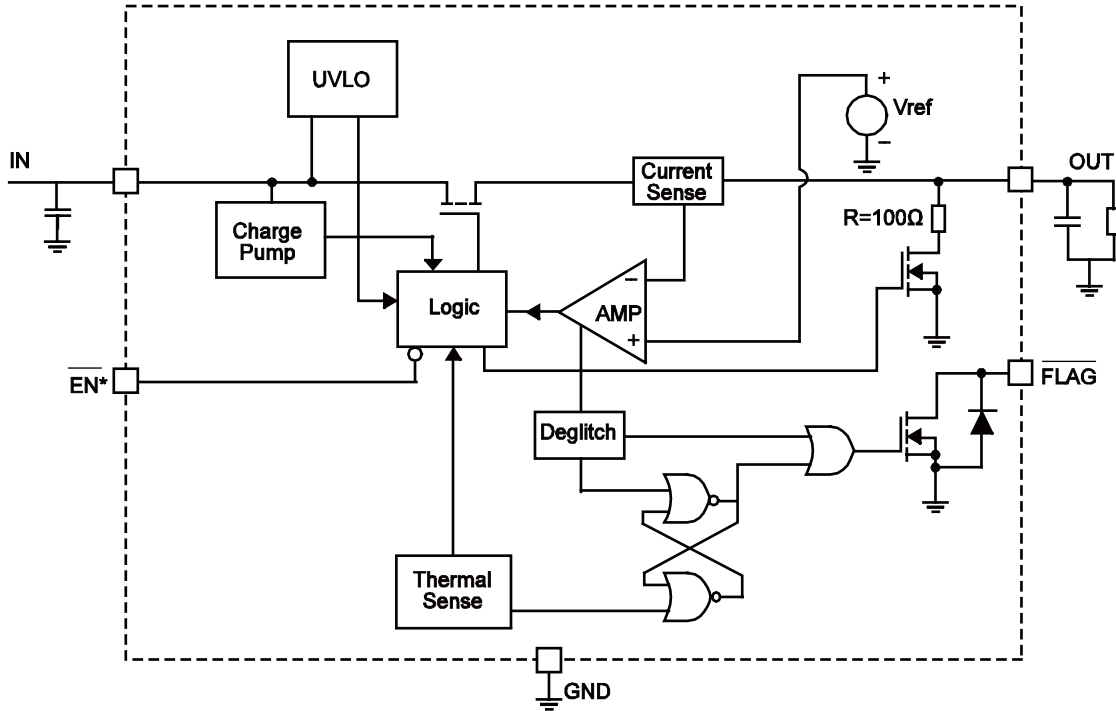 UVLO
+
Vref
−
IN
OUT
Current
Sense
R=100Ω
Charge
Pump
−
Logic
AMP
+
EN*
FLAG
Deglitch
Thermal
Sense
GND